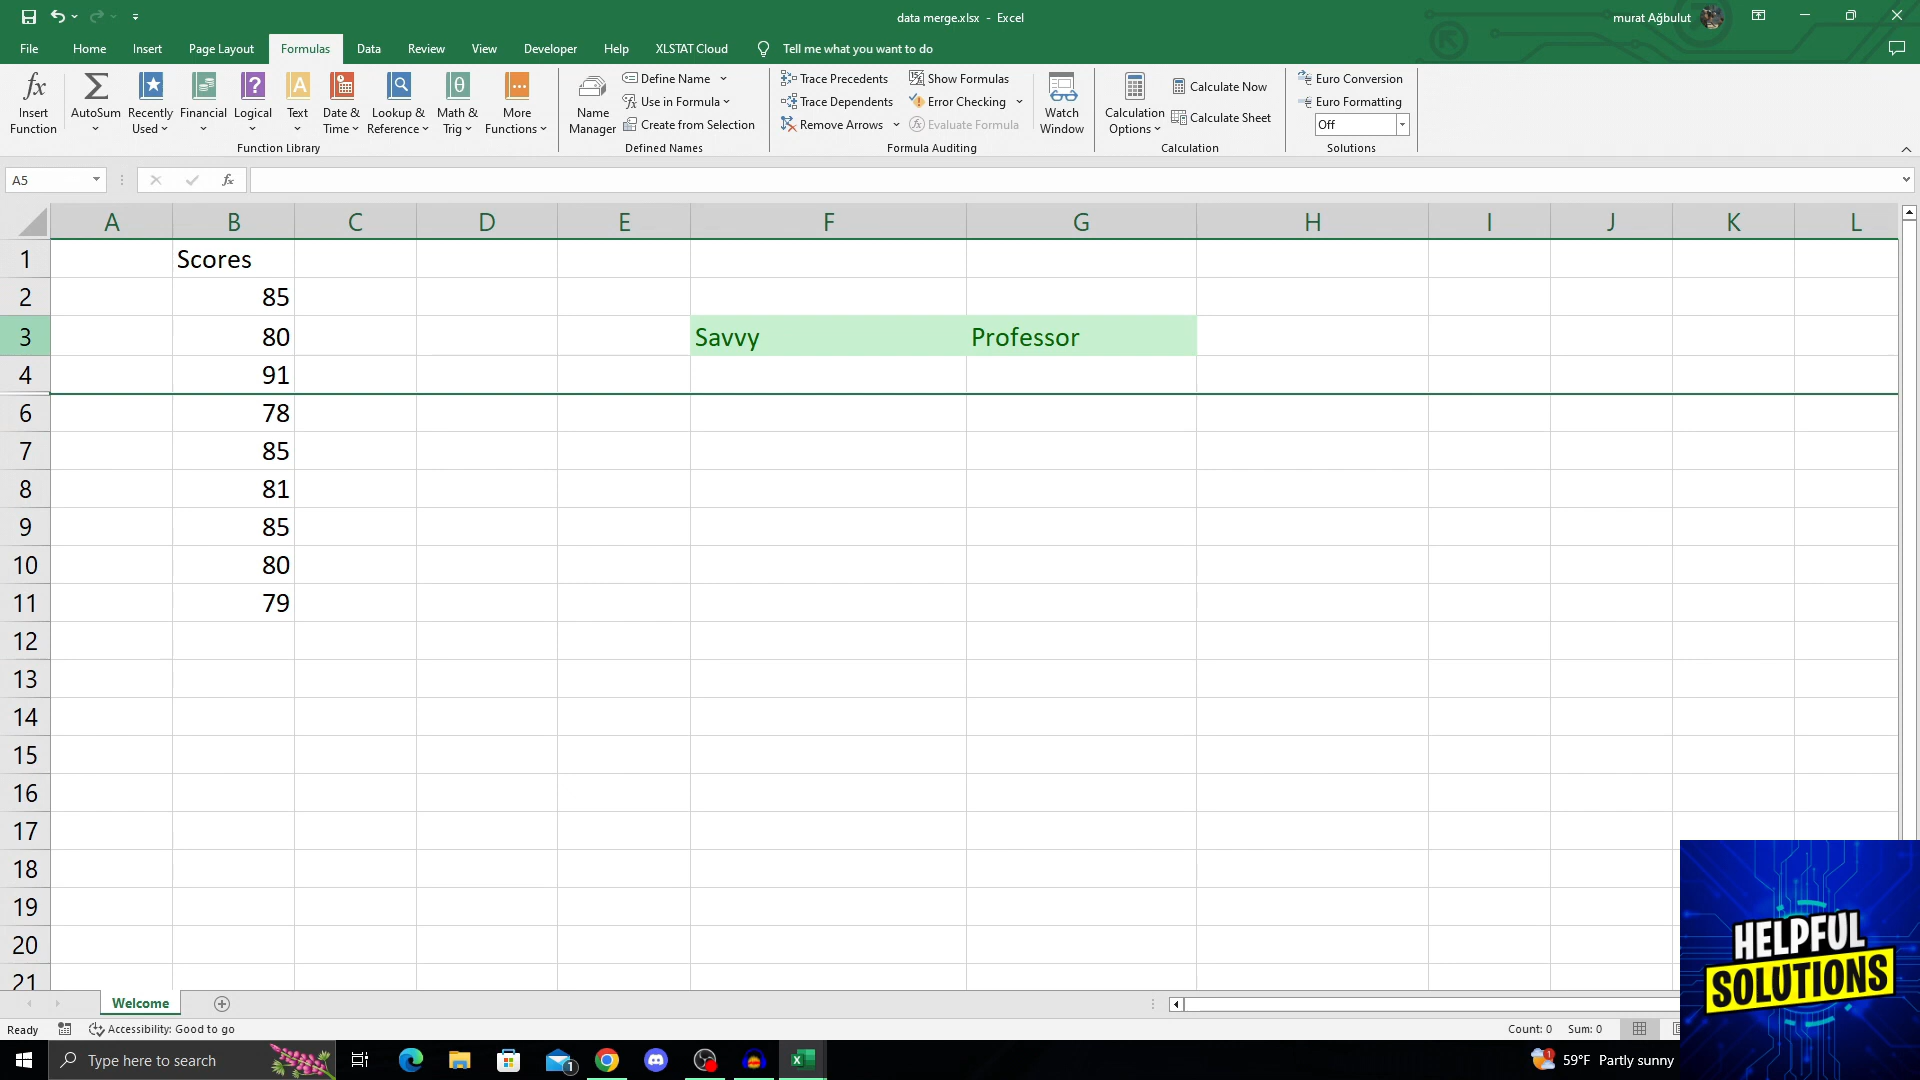 data merge.xlsx - Excel
murat Ağbulut
File Home Insert Page Layout Formulas Data Review View Developer Help XLSTAT Cloud Tell me what you want to do
Insert Function
AutoSum
Recently Used
Financial
Logical
Text
Date & Time
Lookup & Reference
Math & Trig
More Functions
Function Library
Name Manager
Define Name
Use in Formula
Create from Selection
Defined Names
Trace Precedents
Trace Dependents
Remove Arrows
Show Formulas
Error Checking
Evaluate Formula
Formula Auditing
Watch Window
Calculation Options
Calculate Now
Calculate Sheet
Calculation
Euro Conversion
Euro Formatting
Off
Solutions
A5
fx
A B C D E F G H I J K L
1 Scores
2 85
3 80 Savvy Professor
4 91
6 78
7 85
8 81
9 85
10 80
11 79
12
13
14
15
16
17
18
19
20
21
Welcome
Ready Accessibility: Good to go Count: 0 Sum: 0
Type here to search
1
1 59°F Partly sunny
HELPFUL
SOLUTIONS